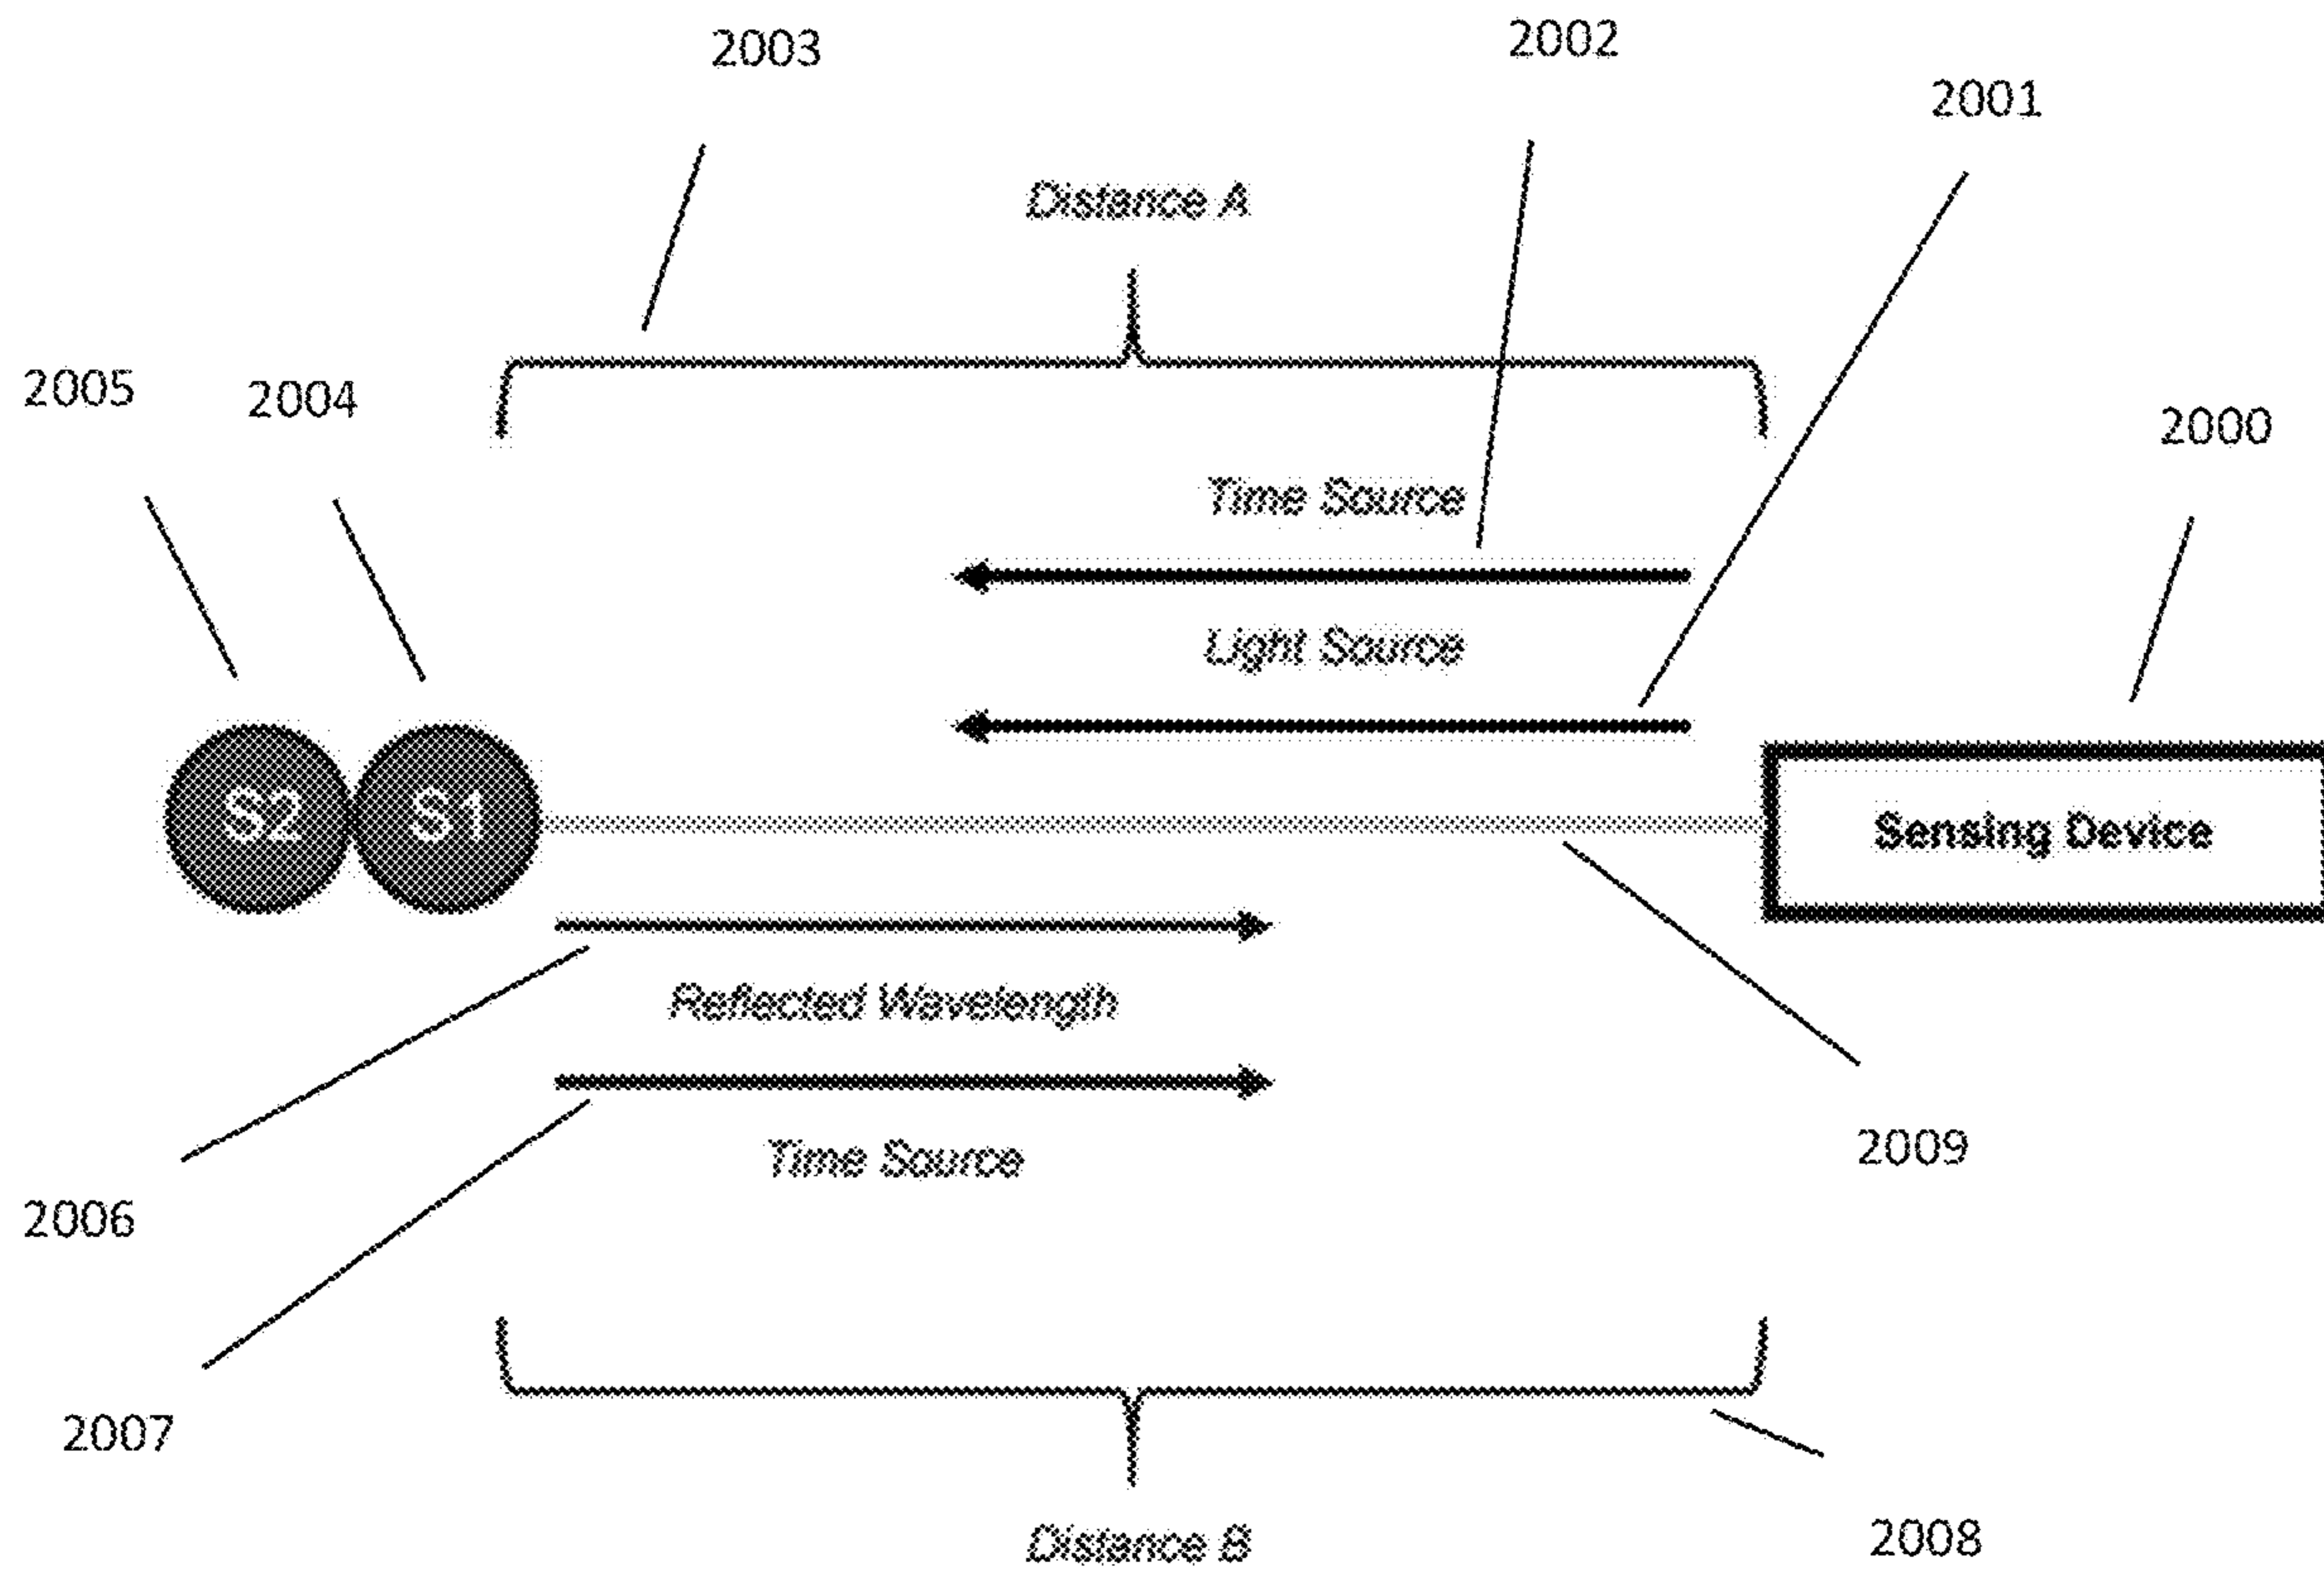 2003
2002
2001
Distance A
2005
2004
2000
Time Source
Light Source
S2
S1
Sensing Device
Reflected Wavelength
2009
Time Source
2006
2007
Distance B
2008